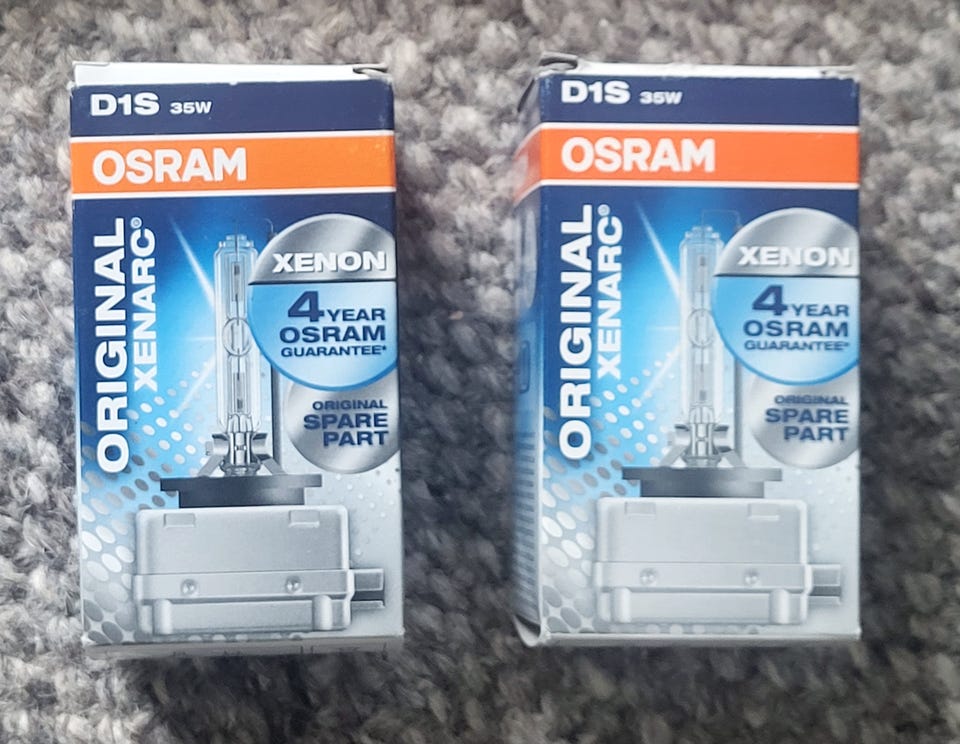 D1S 35W
OSRAM
ORIGINAL
XENARC®
XENON
4 YEAR
OSRAM
GUARANTEE*
ORIGINAL
SPARE
PART
D1S 35W
OSRAM
ORIGINAL
XENARC®
XENON
4 YEAR
OSRAM
GUARANTEE*
ORIGINAL
SPARE
PART